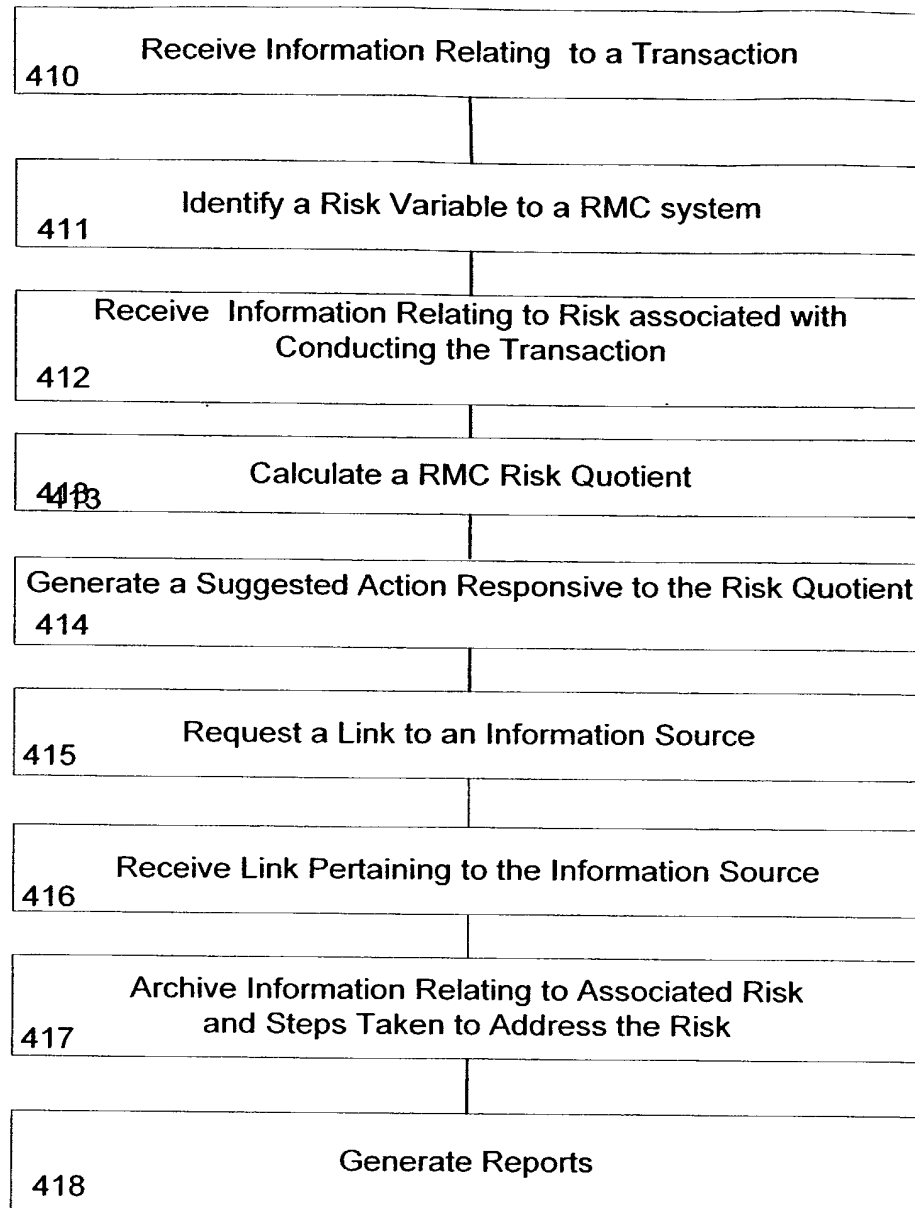 Receive Information Relating to a Transaction
410
Identify a Risk Variable to a RMC system
411
Receive Information Relating to Risk associated with
Conducting the Transaction
412
Calculate a RMC Risk Quotient
413
Generate a Suggested Action Responsive to the Risk Quotient
414
Request a Link to an Information Source
415
Receive Link Pertaining to the Information Source
416
Archive Information Relating to Associated Risk
and Steps Taken to Address the Risk
417
Generate Reports
418